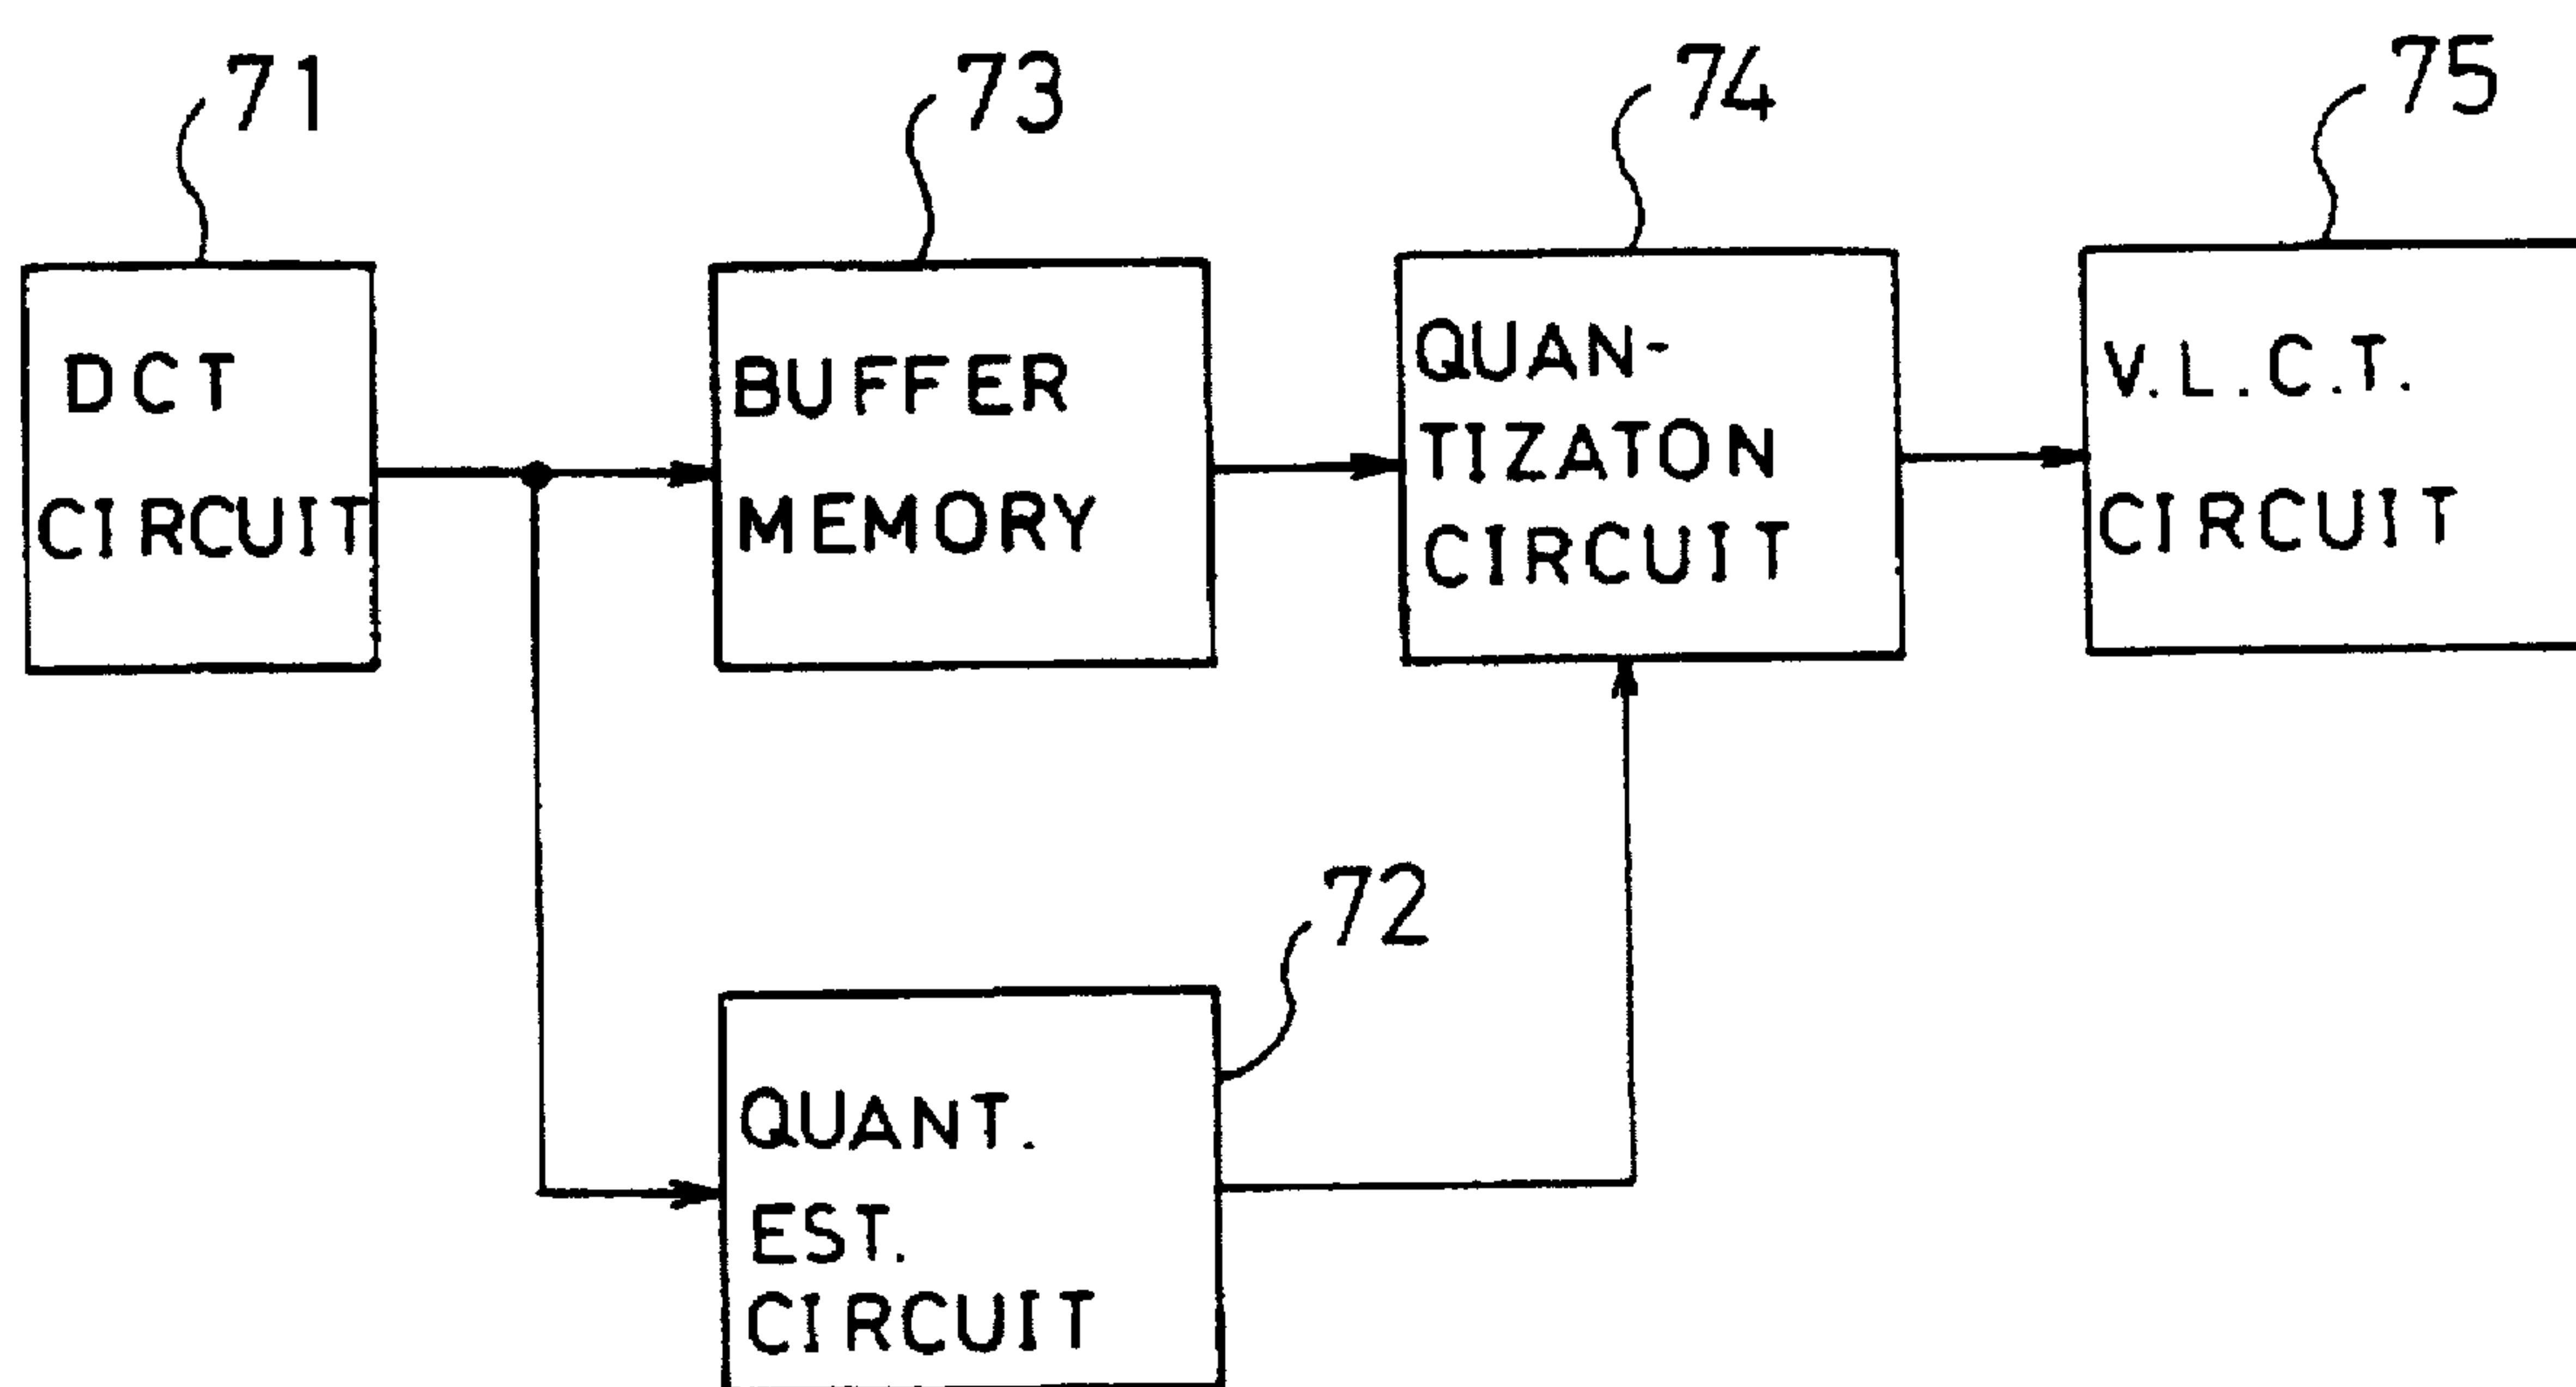 71
73
74
75
DCT
CIRCUIT
BUFFER
MEMORY
QUAN-
TIZATON
CIRCUIT
V.L.C.T.
CIRCUIT
72
QUANT.
EST.
CIRCUIT